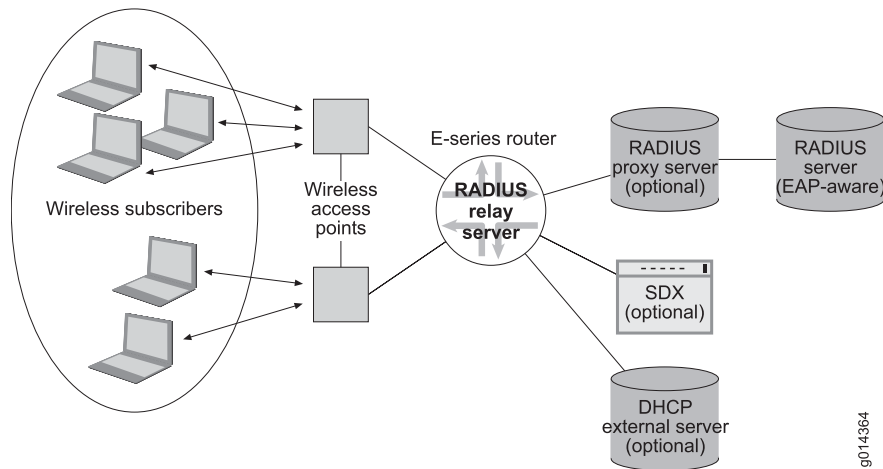 Wireless subscribers
Wireless
access
points
E-series router
RADIUS
relay
server
RADIUS
proxy server
(optional)
RADIUS
server
(EAP-aware)
SDX
(optional)
DHCP
external server
(optional)
g014364